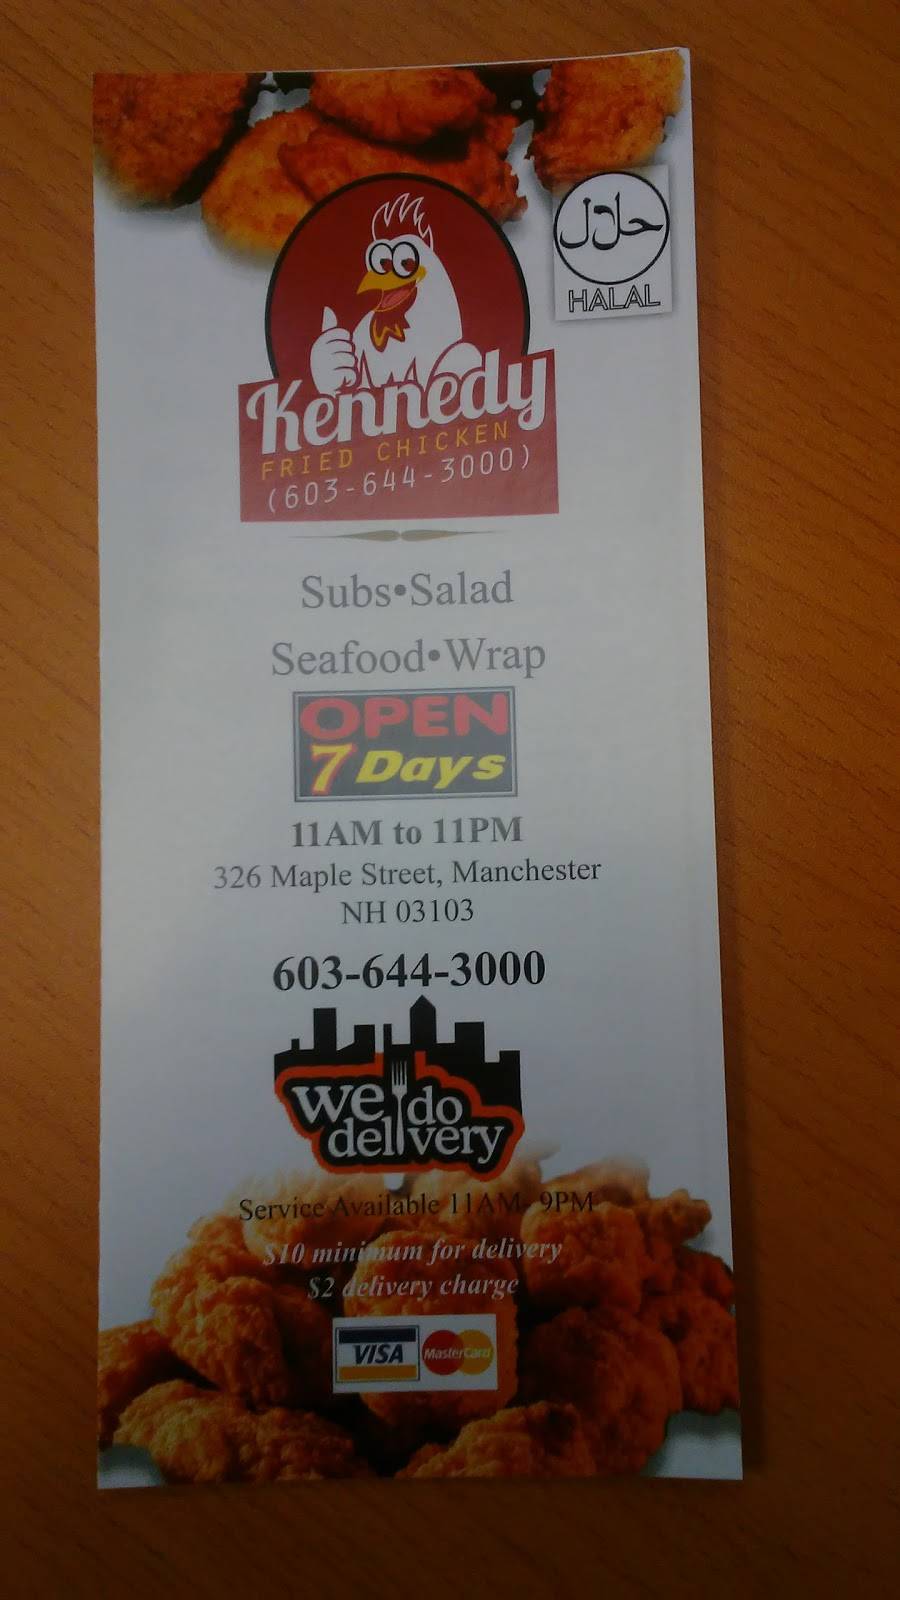 حلال
HALAL
Kennedy
FRIED CHICKEN
(603-644-3000)
Subs•Salad
Seafood•Wrap
OPEN
7 Days
11AM to 11PM
326 Maple Street, Manchester
NH 03103
603-644-3000
we do
delivery
Service Available 11AM- 9PM
$10 minimum for delivery
$2 delivery charge
VISA MasterCard